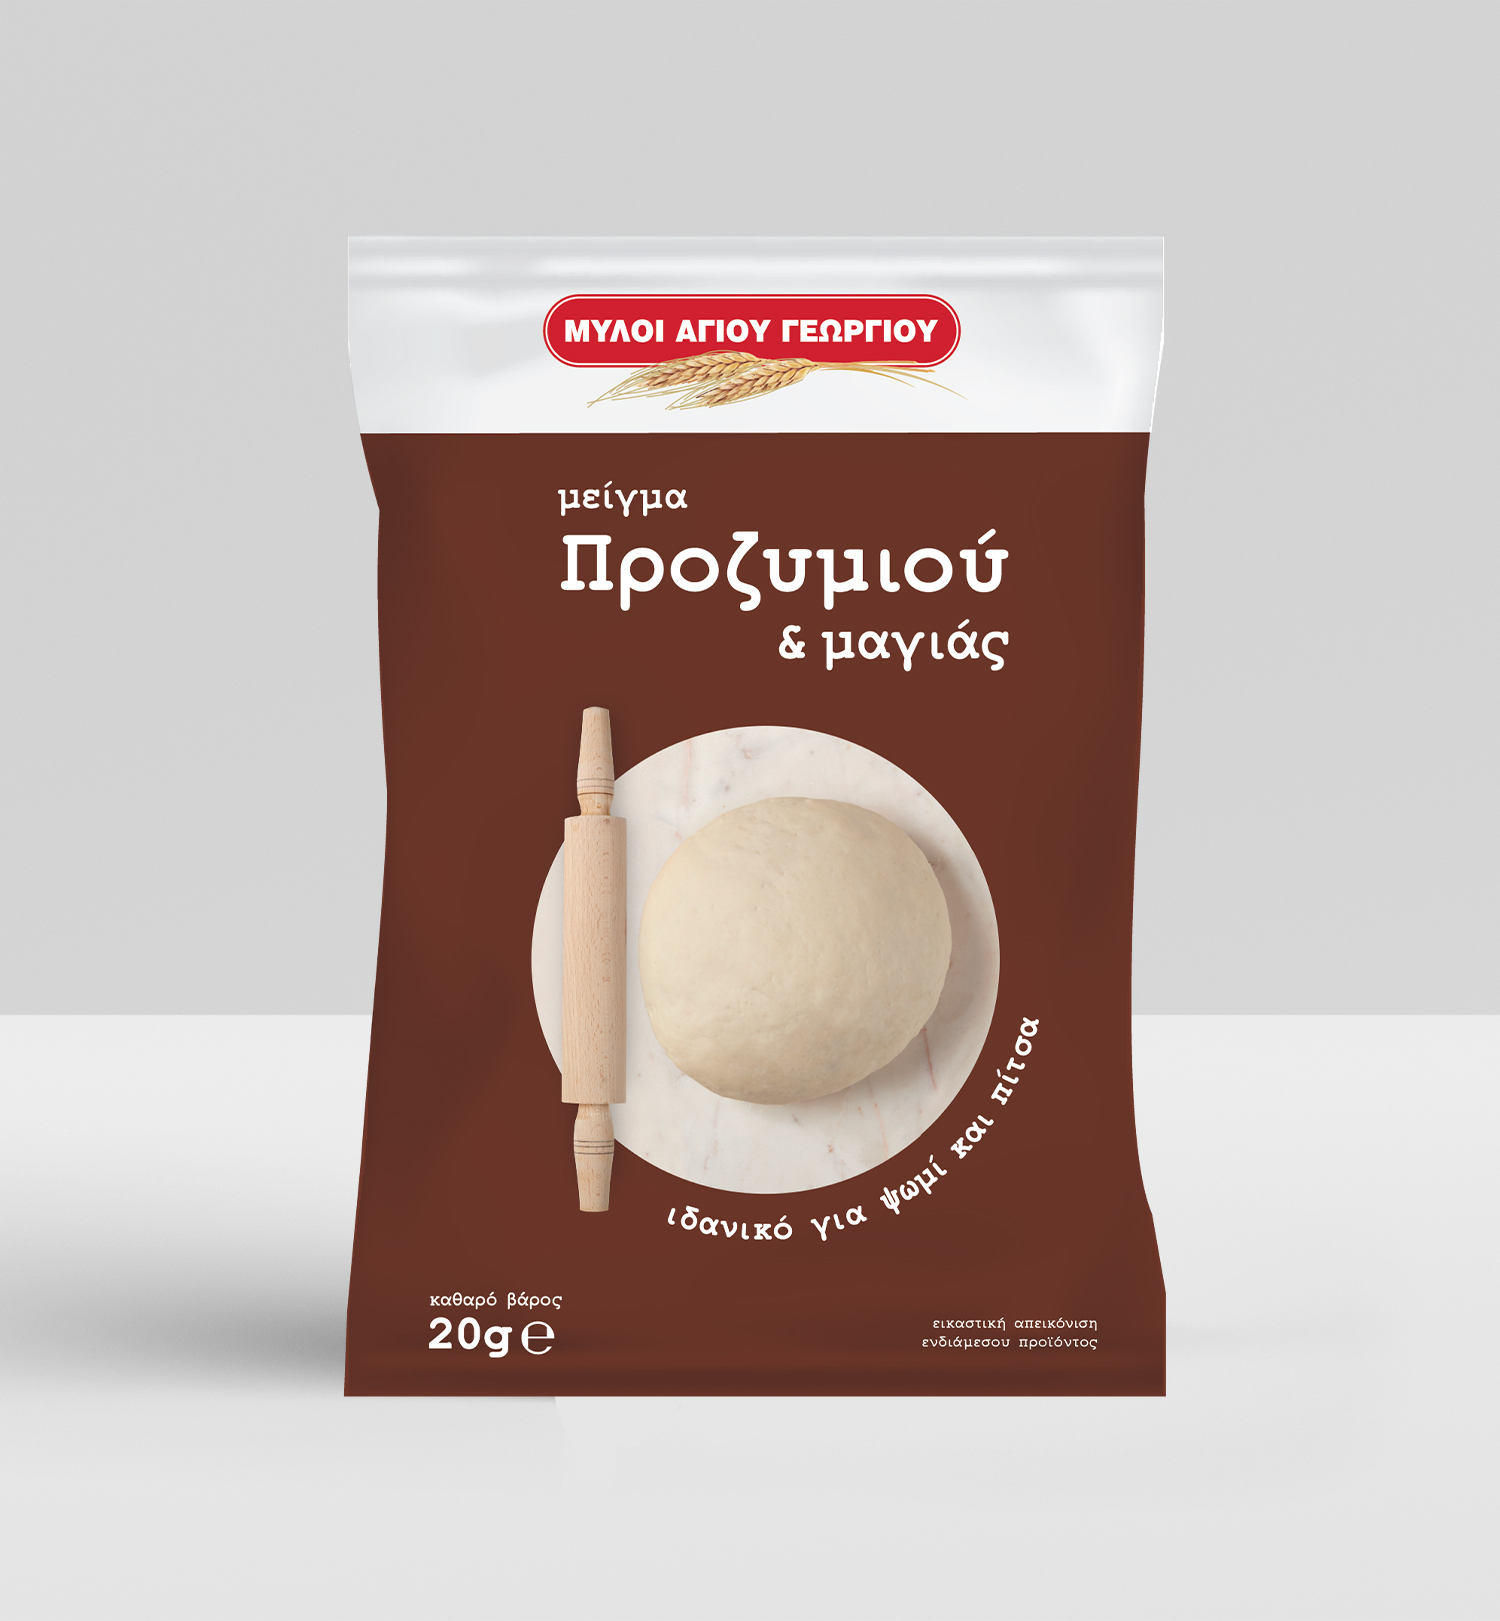 ΜΥΛΟΙ ΑΓΙΟΥ ΓΕΩΡΓΙΟΥ
μείγμα
Προζυμιού
& μαγιάς
ιδανικό για ψωμί και πίτσα
καθαρό βάρος
20g ℮
εικαστική απεικόνιση
ενδιάμεσου προϊόντος